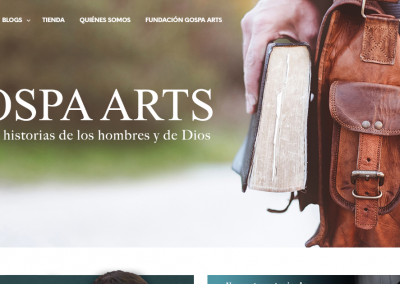 BLOGS TIENDA QUIÉNES SOMOS FUNDACIÓN GOSPA ARTS
OSPA ARTS
historias de los hombres y de Dios